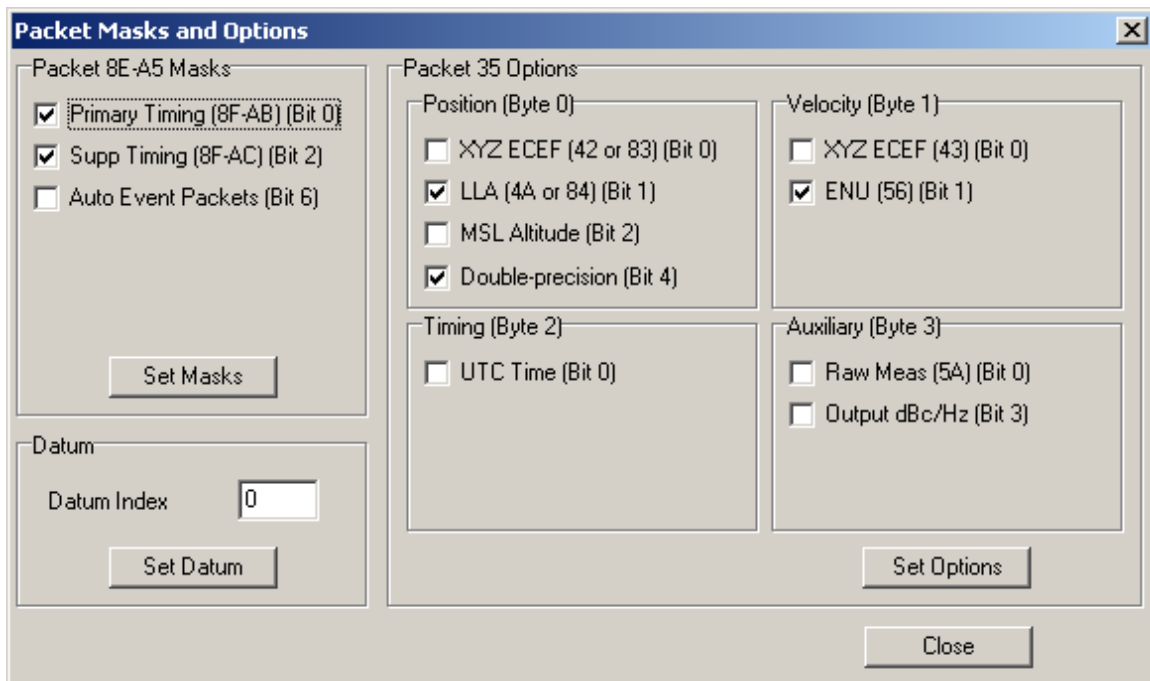 Packet Masks and Options
Packet 8E-A5 Masks
Primary Timing (8F-AB) (Bit 0)
Supp Timing (8F-AC) (Bit 2)
Auto Event Packets (Bit 6)
Set Masks
Datum
Datum Index
0
Set Datum
Packet 35 Options
Position (Byte 0)
XYZ ECEF (42 or 83) (Bit 0)
LLA (4A or 84) (Bit 1)
MSL Altitude (Bit 2)
Double-precision (Bit 4)
Velocity (Byte 1)
XYZ ECEF (43) (Bit 0)
ENU (56) (Bit 1)
Timing (Byte 2)
UTC Time (Bit 0)
Auxiliary (Byte 3)
Raw Meas (5A) (Bit 0)
Output dBc/Hz (Bit 3)
Set Options
Close